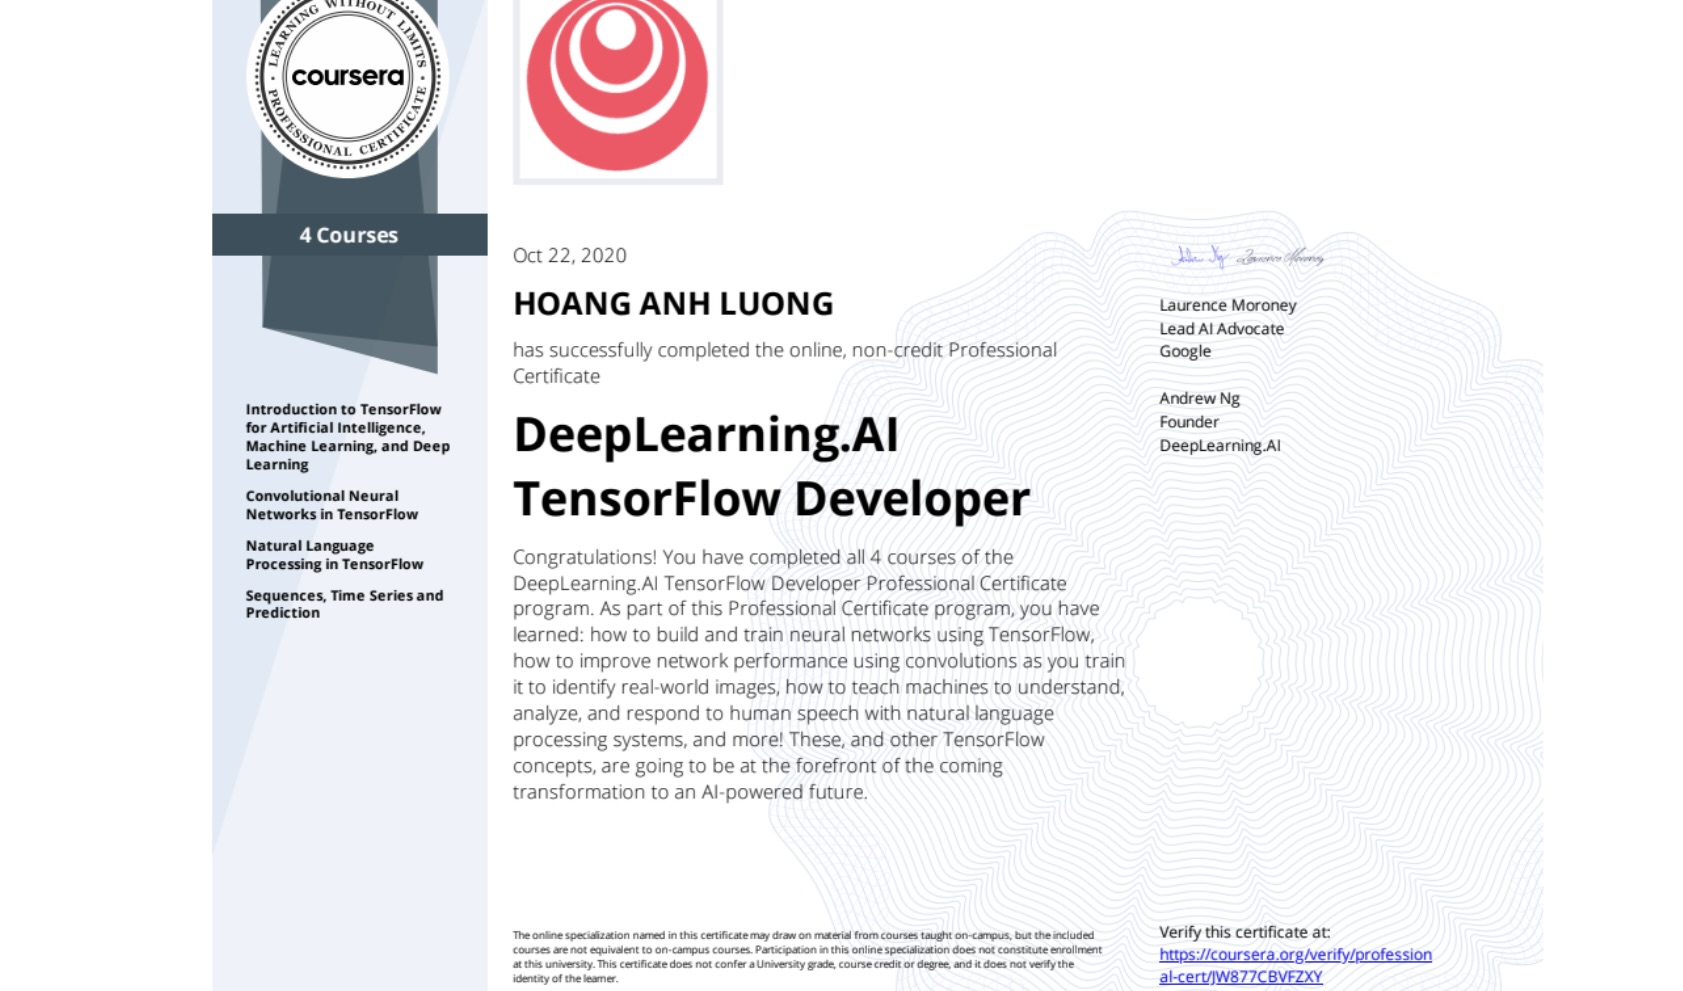 LEARNING WITHOUT LIMITS
coursera
PROFESSIONAL CERTIFICATE
4 Courses
Introduction to TensorFlow
for Artificial Intelligence,
Machine Learning, and Deep
Learning
Convolutional Neural
Networks in TensorFlow
Natural Language
Processing in TensorFlow
Sequences, Time Series and
Prediction
Oct 22, 2020
HOANG ANH LUONG
has successfully completed the online, non-credit Professional
Certificate
DeepLearning.AI
TensorFlow Developer
Congratulations! You have completed all 4 courses of the
DeepLearning.AI TensorFlow Developer Professional Certificate
program. As part of this Professional Certificate program, you have
learned: how to build and train neural networks using TensorFlow,
how to improve network performance using convolutions as you train
it to identify real-world images, how to teach machines to understand,
analyze, and respond to human speech with natural language
processing systems, and more! These, and other TensorFlow
concepts, are going to be at the forefront of the coming
transformation to an AI-powered future.
The online specialization named in this certificate may draw on material from courses taught on-campus, but the included
courses are not equivalent to on-campus courses. Participation in this online specialization does not constitute enrollment
at this university. This certificate does not confer a University grade, course credit or degree, and it does not verify the
identity of the learner.
Laurence Moroney
Laurence Moroney
Lead AI Advocate
Google
Andrew Ng
Founder
DeepLearning.AI
Verify this certificate at:
https://coursera.org/verify/profession
al-cert/JW877CBVFZXY